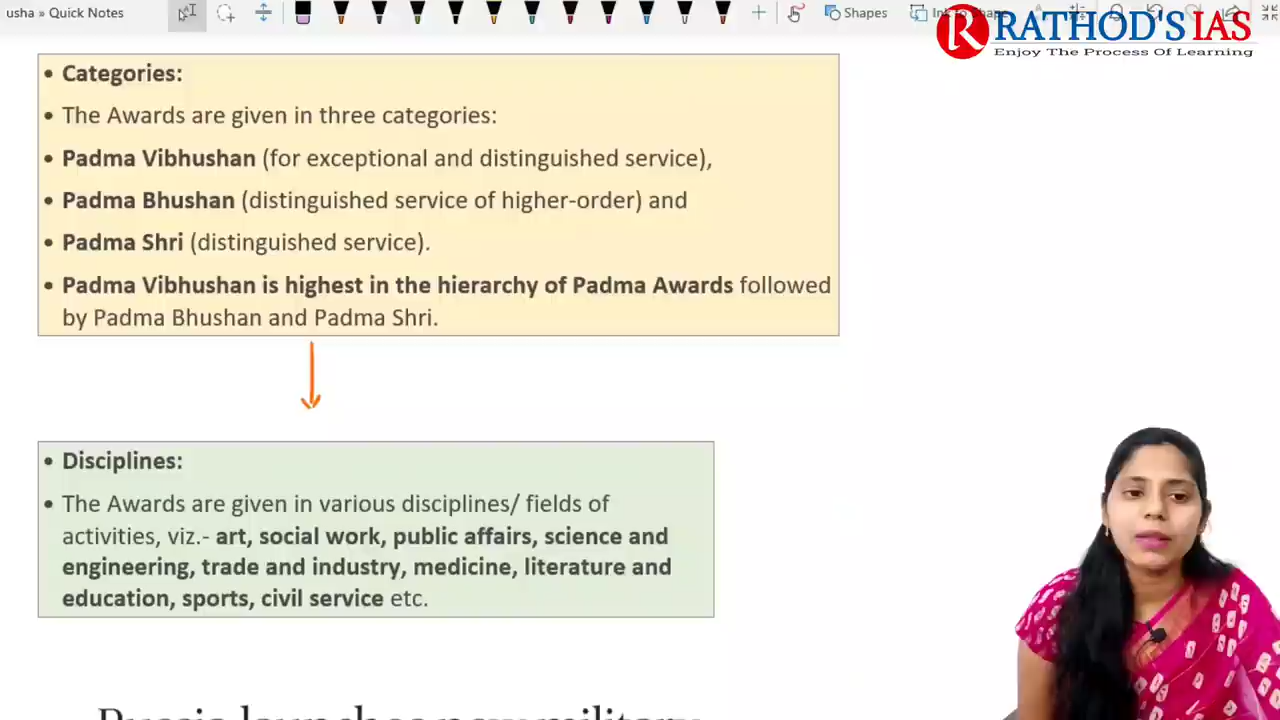 usha » Quick Notes
Shapes
RATHOD'S IAS
Enjoy The Process Of Learning
• Categories:
• The Awards are given in three categories:
• Padma Vibhushan (for exceptional and distinguished service),
• Padma Bhushan (distinguished service of higher-order) and
• Padma Shri (distinguished service).
• Padma Vibhushan is highest in the hierarchy of Padma Awards followed
by Padma Bhushan and Padma Shri.
• Disciplines:
• The Awards are given in various disciplines/ fields of
activities, viz.- art, social work, public affairs, science and
engineering, trade and industry, medicine, literature and
education, sports, civil service etc.
Russia launches new military